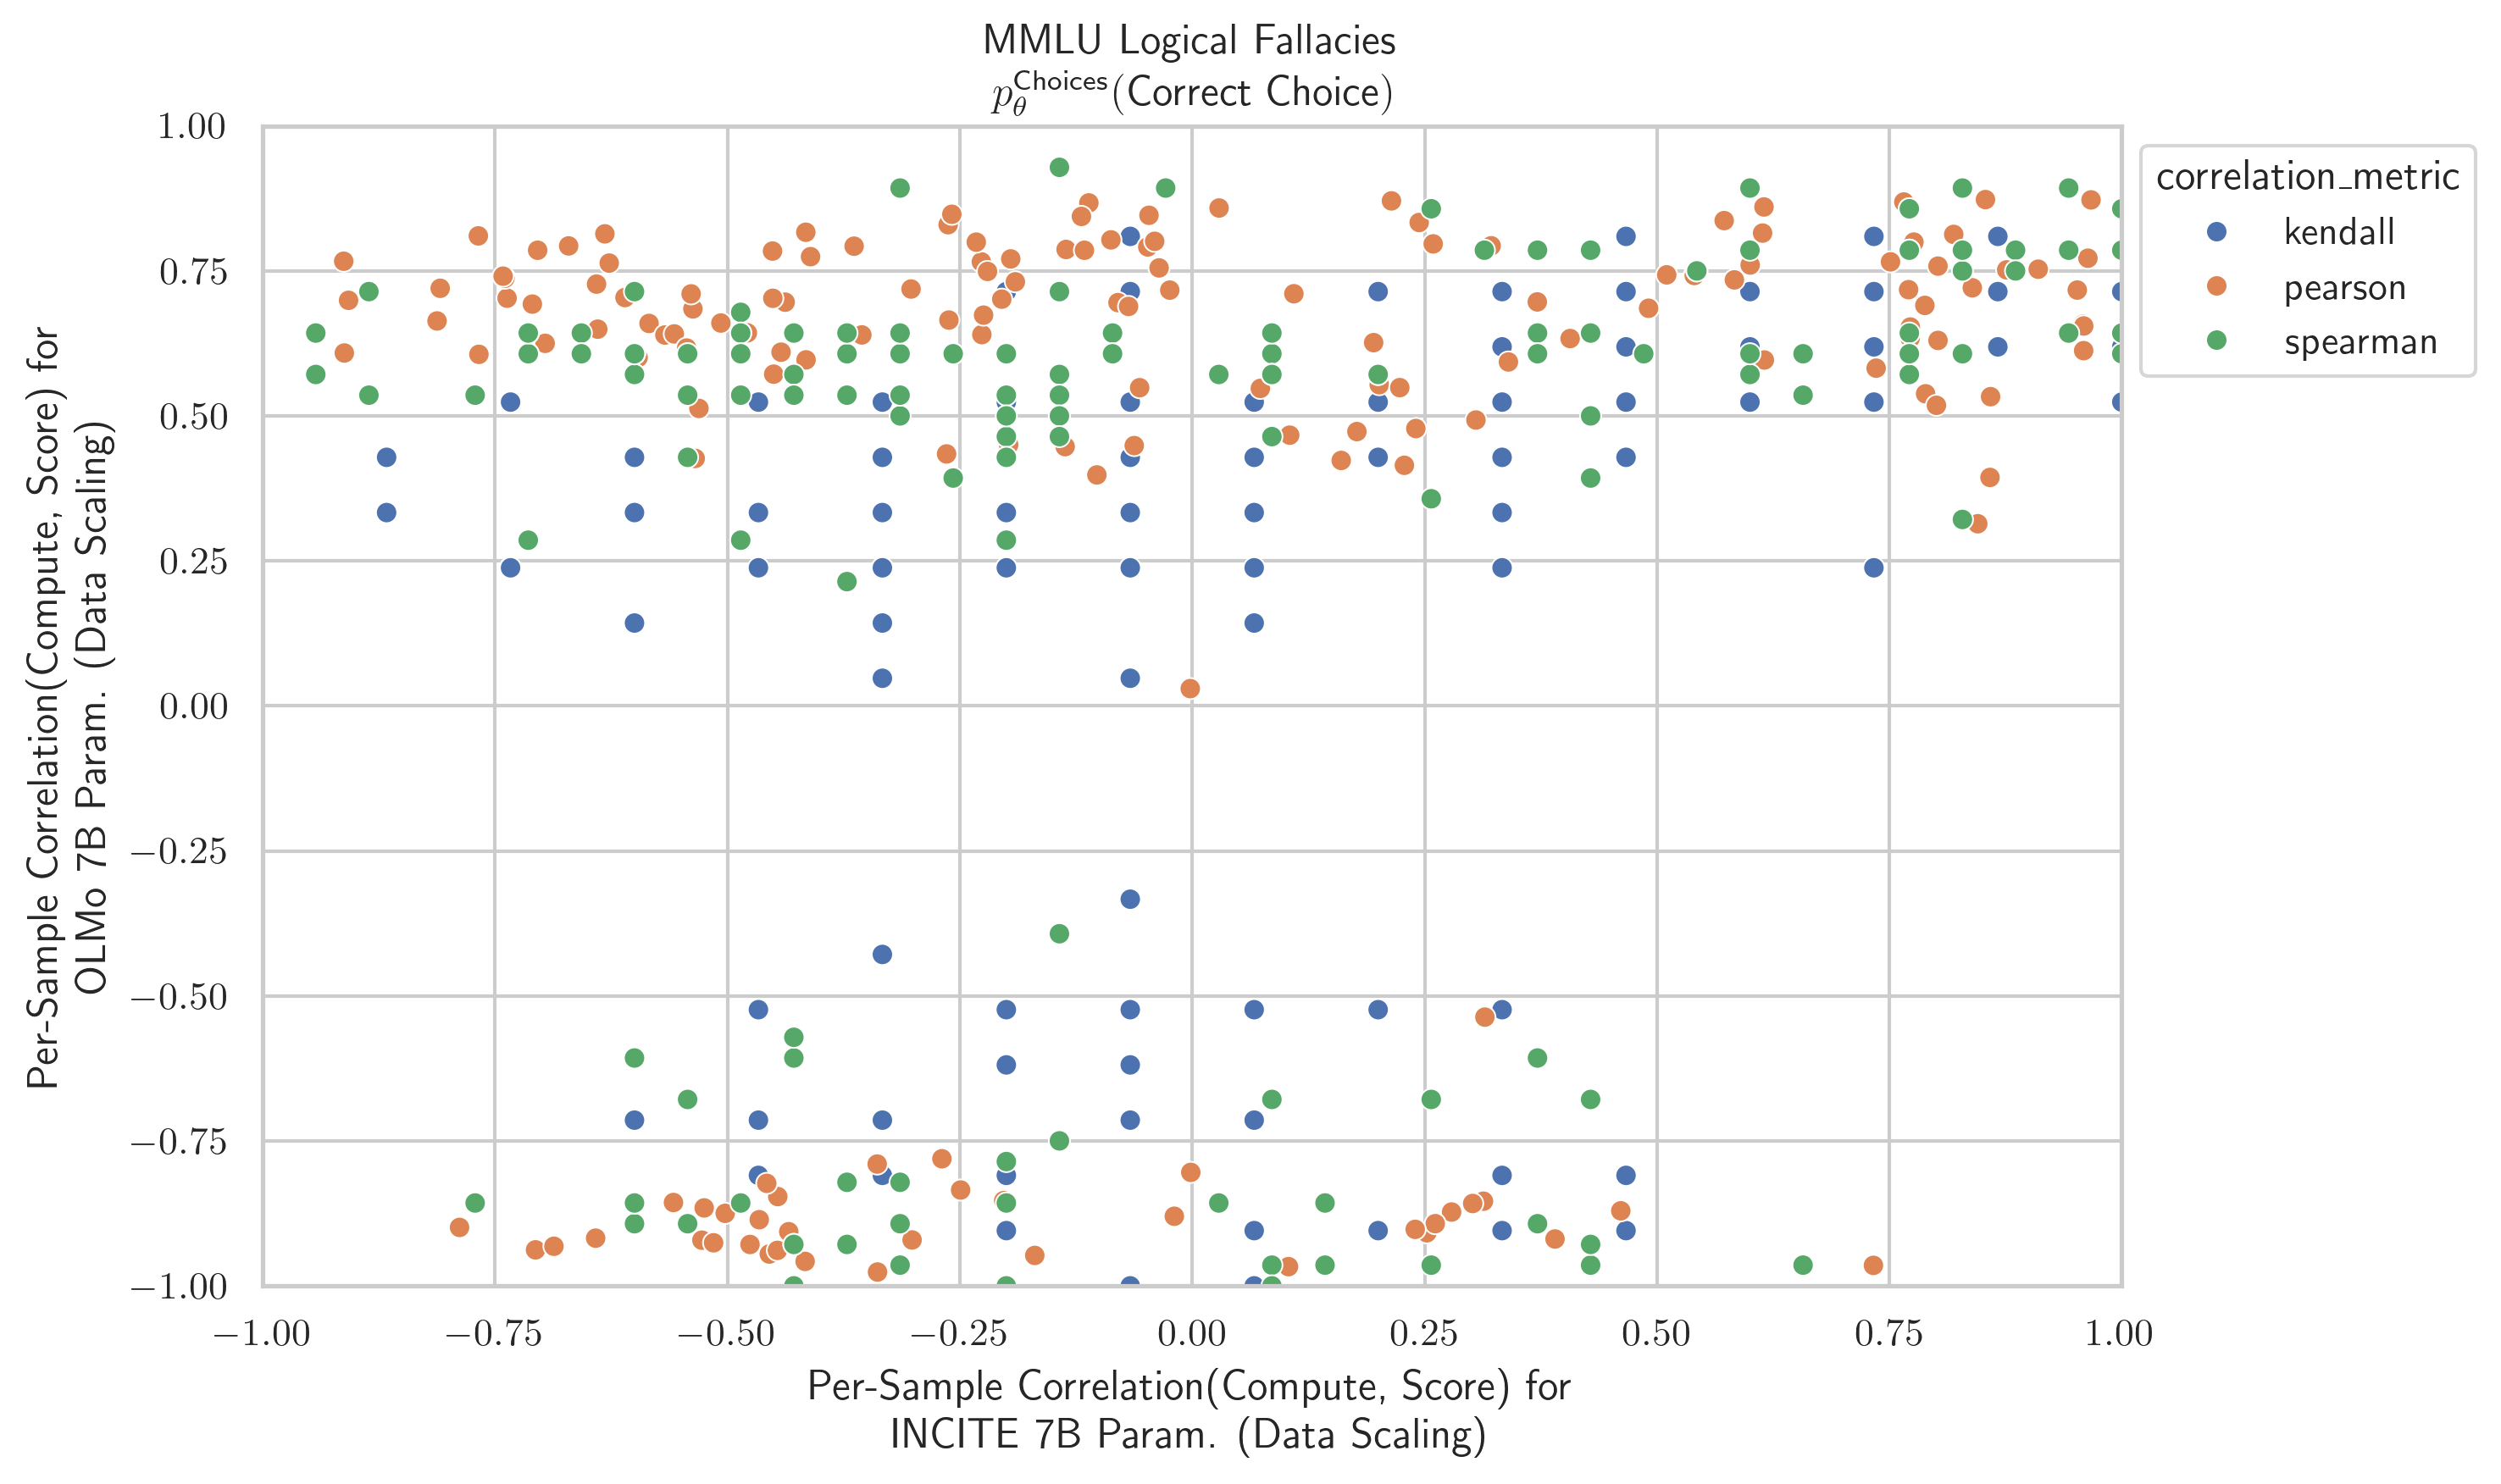 MMLU Logical Fallacies
p_θ^Choices(Correct Choice)
1.00
0.75
0.50
0.25
0.00
−0.25
−0.50
−0.75
−1.00
Per-Sample Correlation(Compute, Score) for
OLMo 7B Param. (Data Scaling)
correlation_metric
kendall
pearson
spearman
−1.00 −0.75 −0.50 −0.25 0.00 0.25 0.50 0.75 1.00
Per-Sample Correlation(Compute, Score) for
INCITE 7B Param. (Data Scaling)